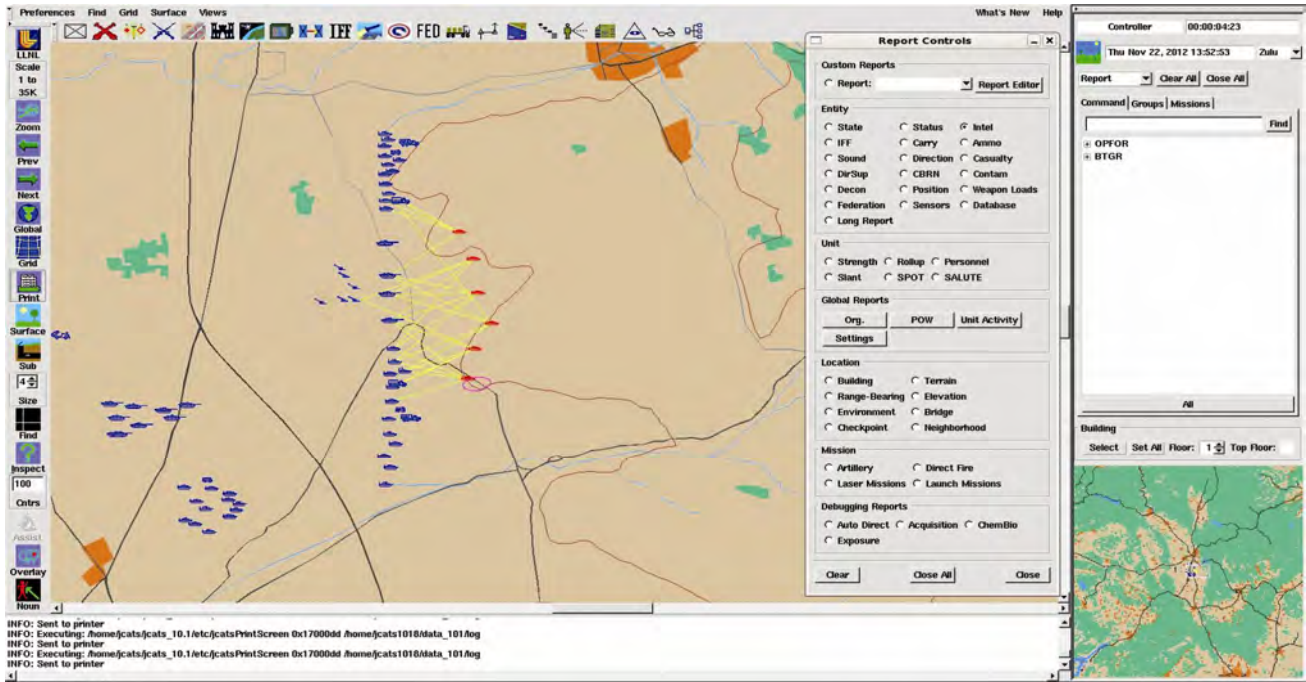 Preferences Find Grid Surface Views What's New Help
IFF FED
LLNL
Scale
1 to
35K
Zoom
Prev
Next
Global
Grid
Print
Surface
Sub
4
Size
Find
Inspect
100
Cntrs
Assist
Overlay
Noun
Report Controls
Custom Reports
Report: Report Editor
Entity
State Status Intel
IFF Carry Ammo
Sound Direction Casualty
DirSup CBRN Contam
Decon Position Weapon Loads
Federation Sensors Database
Long Report
Unit
Strength Rollup Personnel
Slant SPOT SALUTE
Global Reports
Org. POW Unit Activity
Settings
Location
Building Terrain
Range-Bearing Elevation
Environment Bridge
Checkpoint Neighborhood
Mission
Artillery Direct Fire
Laser Missions Launch Missions
Debugging Reports
Auto Direct Acquisition ChemBio
Exposure
Clear Close All Close
Controller 00:00:04:23
Thu Nov 22, 2012 13:52:53 Zulu
Report Clear All Close All
Command Groups Missions
Find
OPFOR
BTGR
All
Building
Select Set All Floor: 1 Top Floor:
INFO: Sent to printer
INFO: Executing: /home/jcats/jcats_10.1/etc/jcatsPrintScreen 0x17000dd /home/jcats1018/data_101/log
INFO: Sent to printer
INFO: Executing: /home/jcats/jcats_10.1/etc/jcatsPrintScreen 0x17000dd /home/jcats1018/data_101/log
INFO: Sent to printer